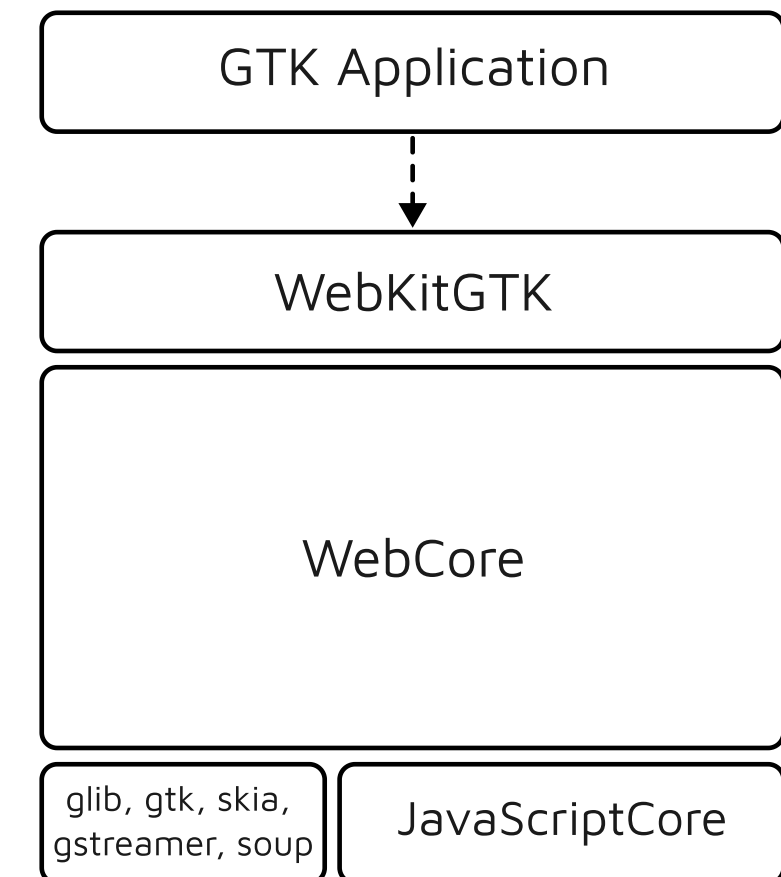 GTK Application
WebKitGTK
WebCore
glib, gtk, skia,
gstreamer, soup
JavaScriptCore